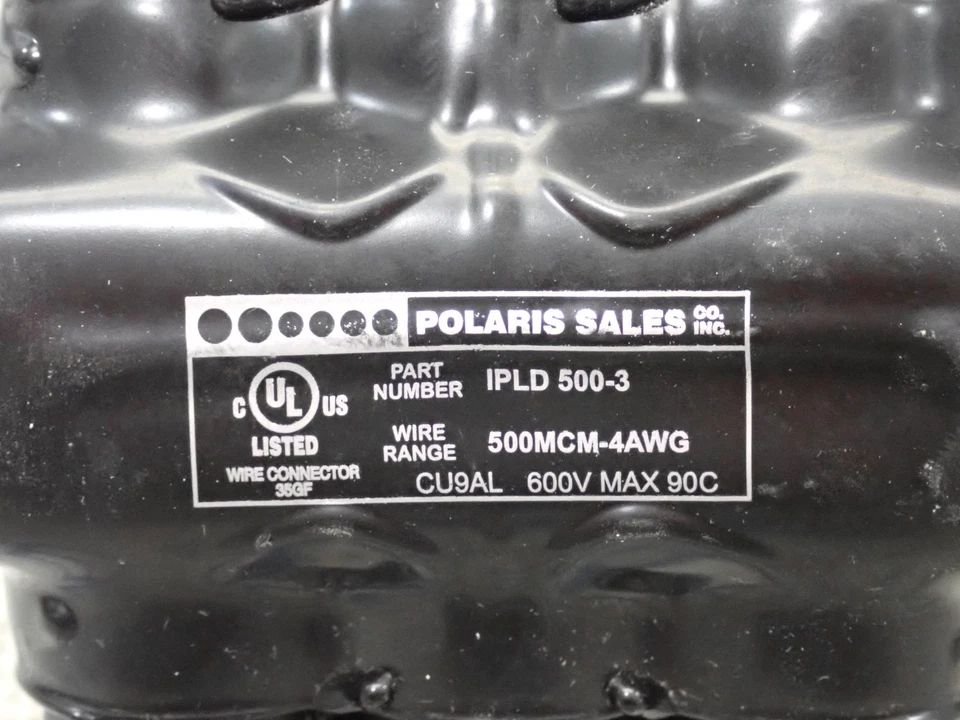 POLARIS SALES CO. INC.
PART NUMBER IPLD 500-3
C UL US
LISTED
WIRE RANGE 500MCM-4AWG
WIRE CONNECTOR
35GF
CU9AL 600V MAX 90C